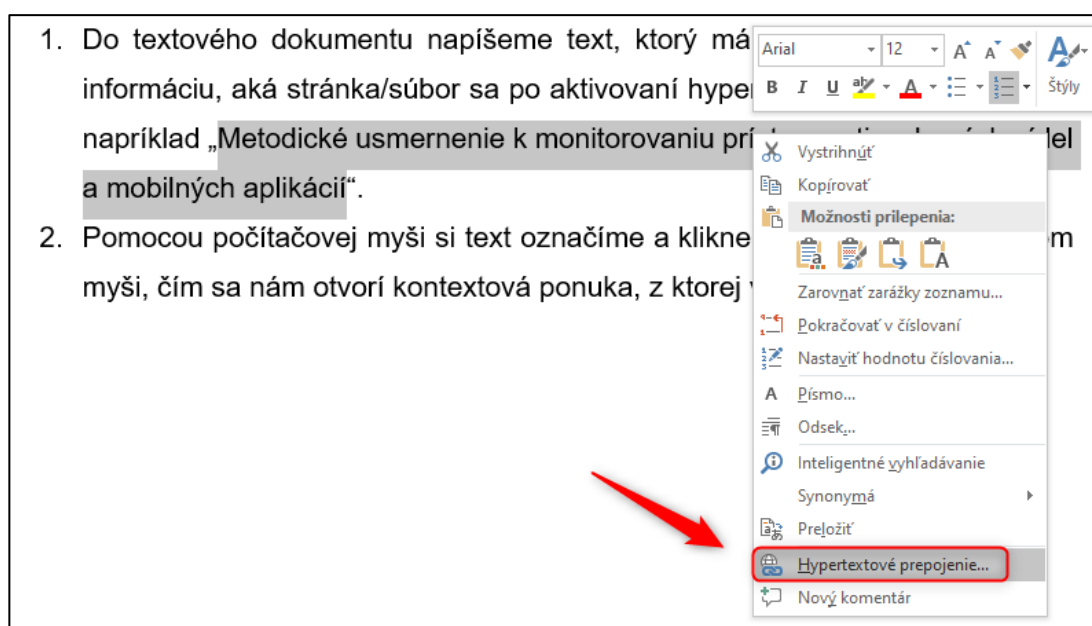 1. Do textového dokumentu napíšeme text, ktorý má
informáciu, aká stránka/súbor sa po aktivovaní
napríklad „Metodické usmernenie k monitorovaniu
a mobilných aplikácií“.
2. Pomocou počítačovej myši si text označíme a
myši, čím sa nám otvorí kontextová ponuka, z ktorej
Arial 12 A A
B I U aby A Štýly
Vystrihnúť
Kopírovať
Možnosti prilepenia:
Zarovnať zarážky zoznamu...
Pokračovať v číslovaní
Nastaviť hodnotu číslovania...
Písmo...
Odsek...
Inteligentné vyhľadávanie
Synonymá
Preložiť
Hypertextové prepojenie...
Nový komentár